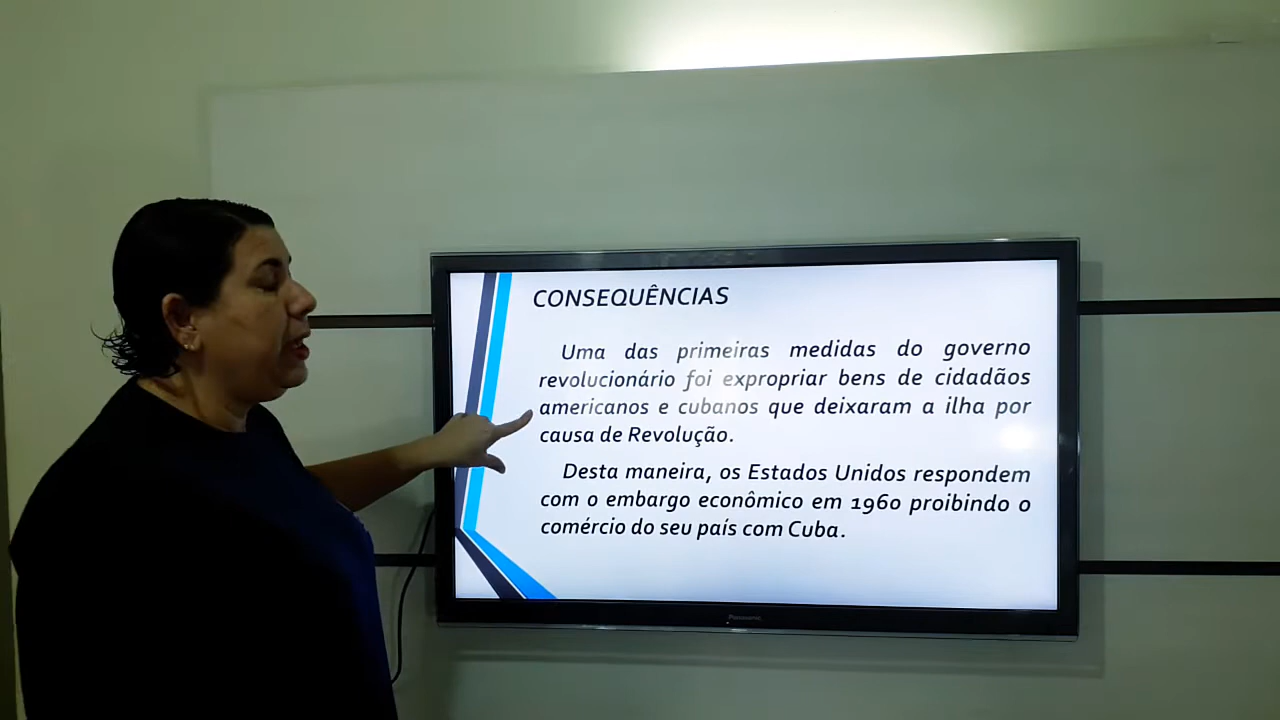 CONSEQUÊNCIAS
Uma das primeiras medidas do governo
revolucionário foi expropriar bens de cidadãos
americanos e cubanos que deixaram a ilha por
causa de Revolução.
Desta maneira, os Estados Unidos respondem
com o embargo econômico em 1960 proibindo o
comércio do seu país com Cuba.
Panasonic